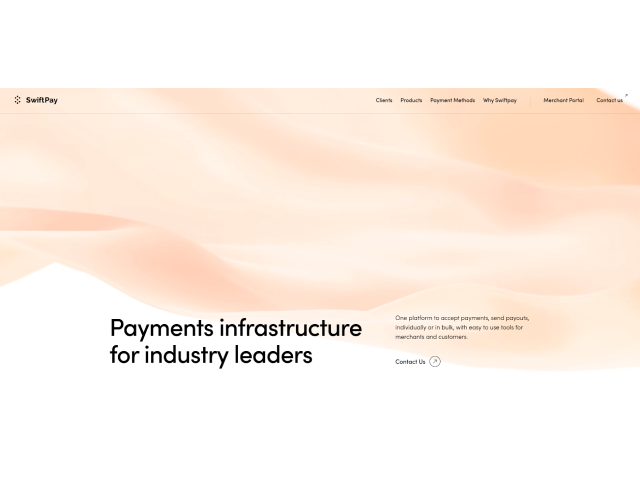 SwiftPay
Clients
Products
Payment Methods
Why Swiftpay
Merchant Portal
Contact us
Payments infrastructure
for industry leaders
One platform to accept payments, send payouts,
individually or in bulk, with easy to use tools for
merchants and customers
Contact Us